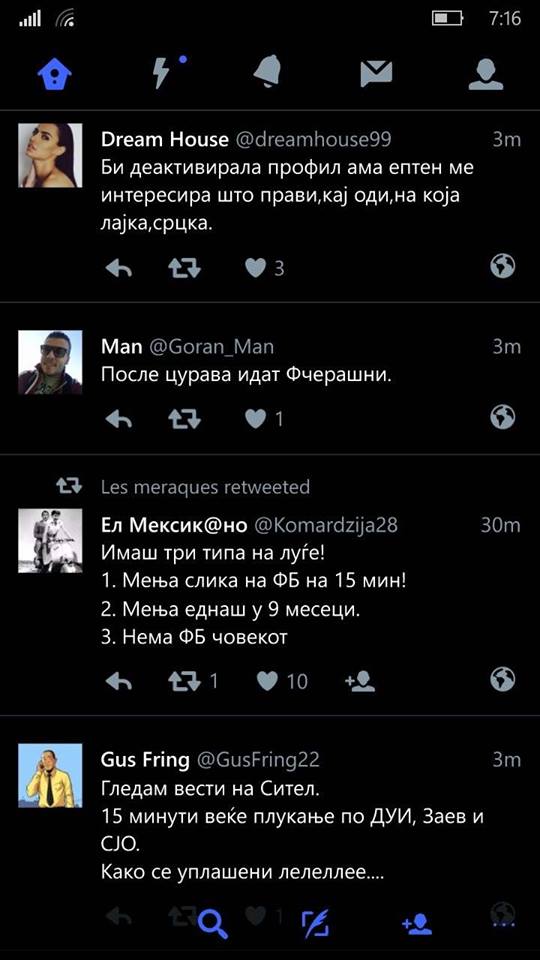 7:16
Dream House @dreamhouse99 3m
Би деактивирала профил ама ептен ме
интересира што прави,кај оди,на која
лајка,срцка.
3
Man @Goran_Man 3m
После цурава идат Фчерашни.
1
Les meraques retweeted
Ел Мексик@но @Komardzija28 30m
Имаш три типа на луѓе!
1. Мења слика на ФБ на 15 мин!
2. Мења еднаш у 9 месеци.
3. Нема ФБ човекот
1 10
Gus Fring @GusFring22 3m
Гледам вести на Сител.
15 минути веќе плукање по ДУИ, Заев и
СЈО.
Како се уплашени лелеллее....
1